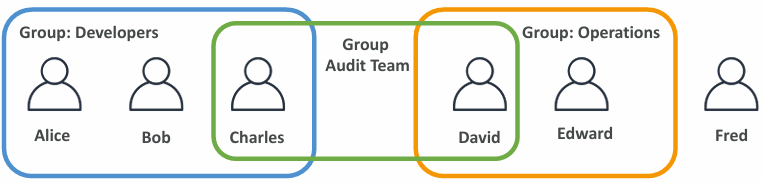 Group: Developers
Group
Audit Team
Group: Operations
Alice
Bob
Charles
David
Edward
Fred